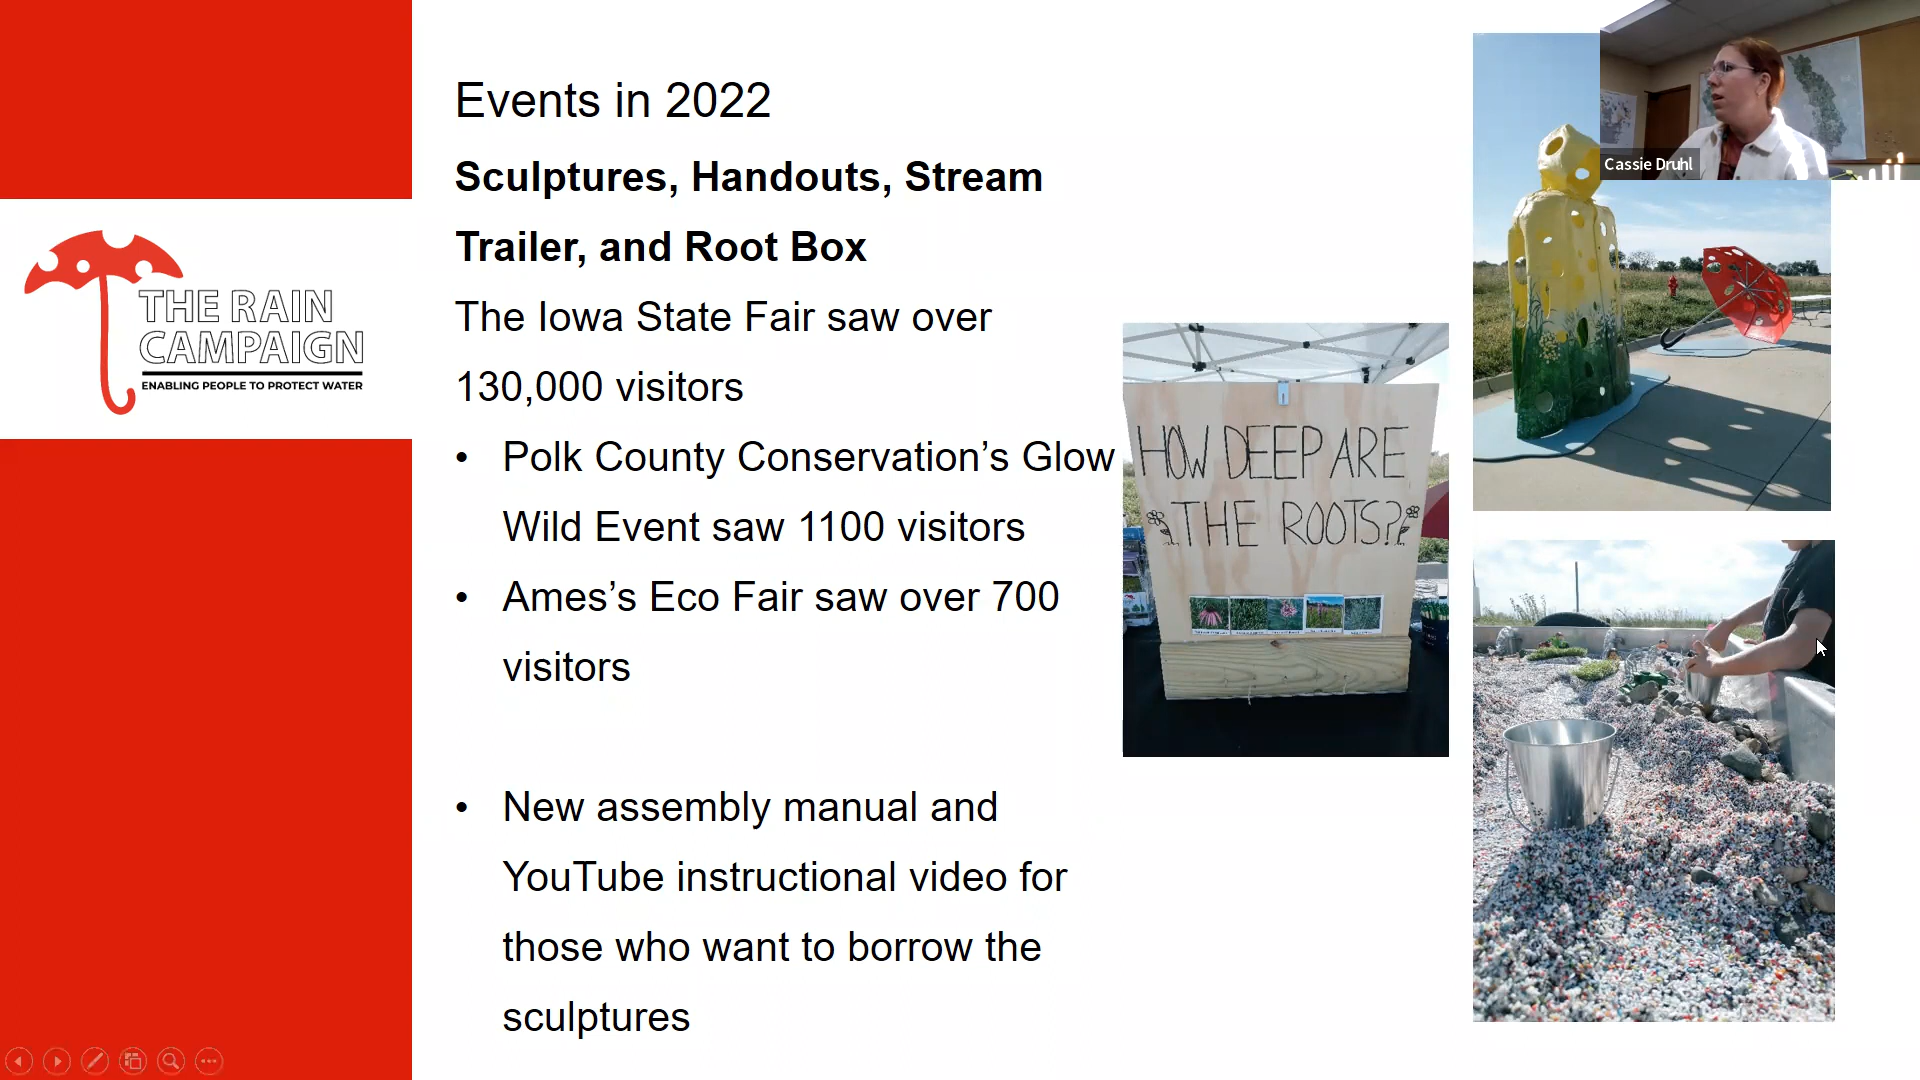 Events in 2022
Sculptures, Handouts, Stream
Trailer, and Root Box
The Iowa State Fair saw over
130,000 visitors
• Polk County Conservation’s Glow
Wild Event saw 1100 visitors
• Ames’s Eco Fair saw over 700
visitors
• New assembly manual and
YouTube instructional video for
those who want to borrow the
sculptures
THE RAIN
CAMPAIGN
ENABLING PEOPLE TO PROTECT WATER
HOW DEEP ARE
THE ROOTS?
Cassie Druhl